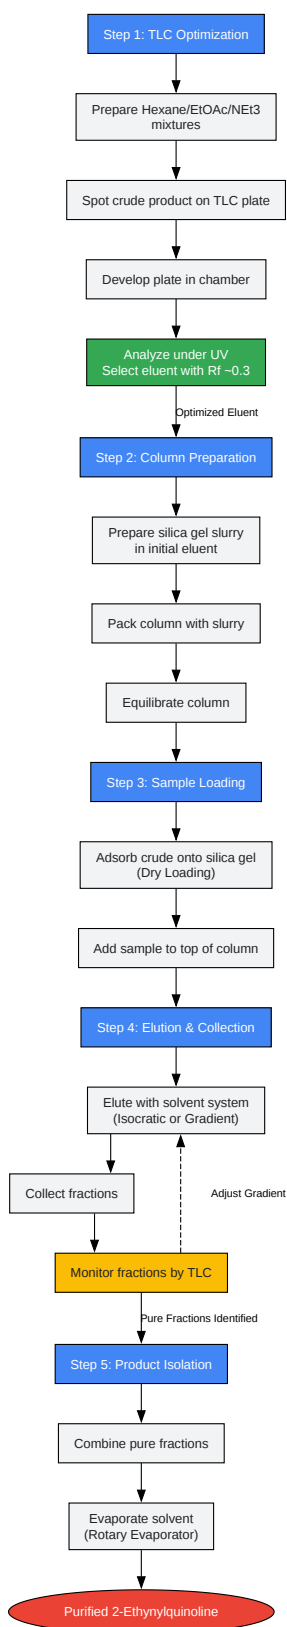 Step 1: TLC Optimization
Prepare Hexane/EtOAc/NEt3
mixtures
Spot crude product on TLC plate
Develop plate in chamber
Analyze under UV
Select eluent with Rf ~0.3
Optimized Eluent
Step 2: Column Preparation
Prepare silica gel slurry
in initial eluent
Pack column with slurry
Equilibrate column
Step 3: Sample Loading
Adsorb crude onto silica gel
(Dry Loading)
Add sample to top of column
Step 4: Elution & Collection
Elute with solvent system
(Isocratic or Gradient)
Collect fractions
Adjust Gradient
Monitor fractions by TLC
Pure Fractions Identified
Step 5: Product Isolation
Combine pure fractions
Evaporate solvent
(Rotary Evaporator)
Purified 2-Ethynylquinoline